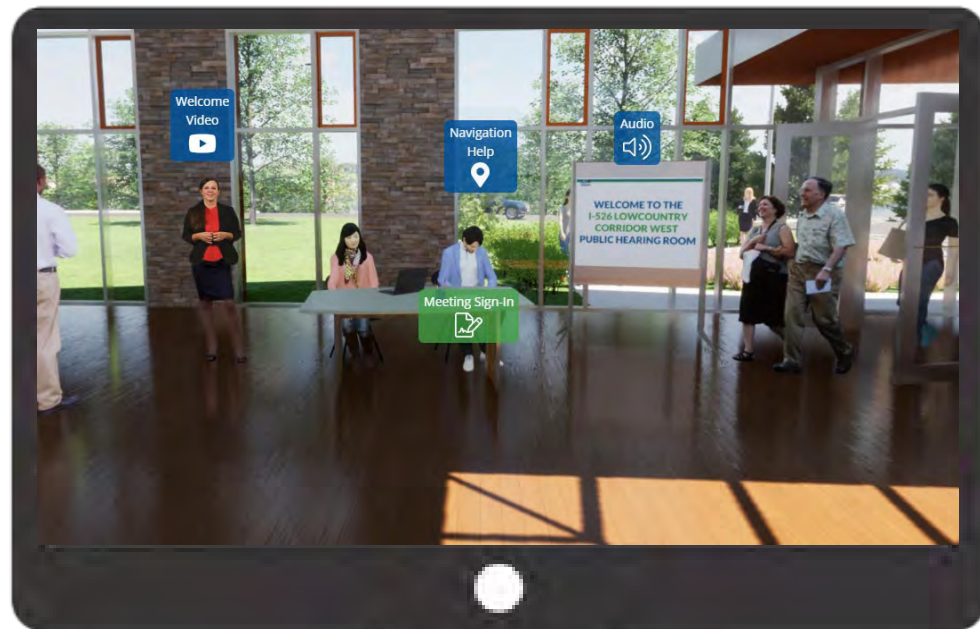 Welcome
Video
Navigation
Help
Audio
WELCOME TO THE
I-526 LOWCOUNTRY
CORRIDOR WEST
PUBLIC HEARING ROOM
Meeting Sign-In